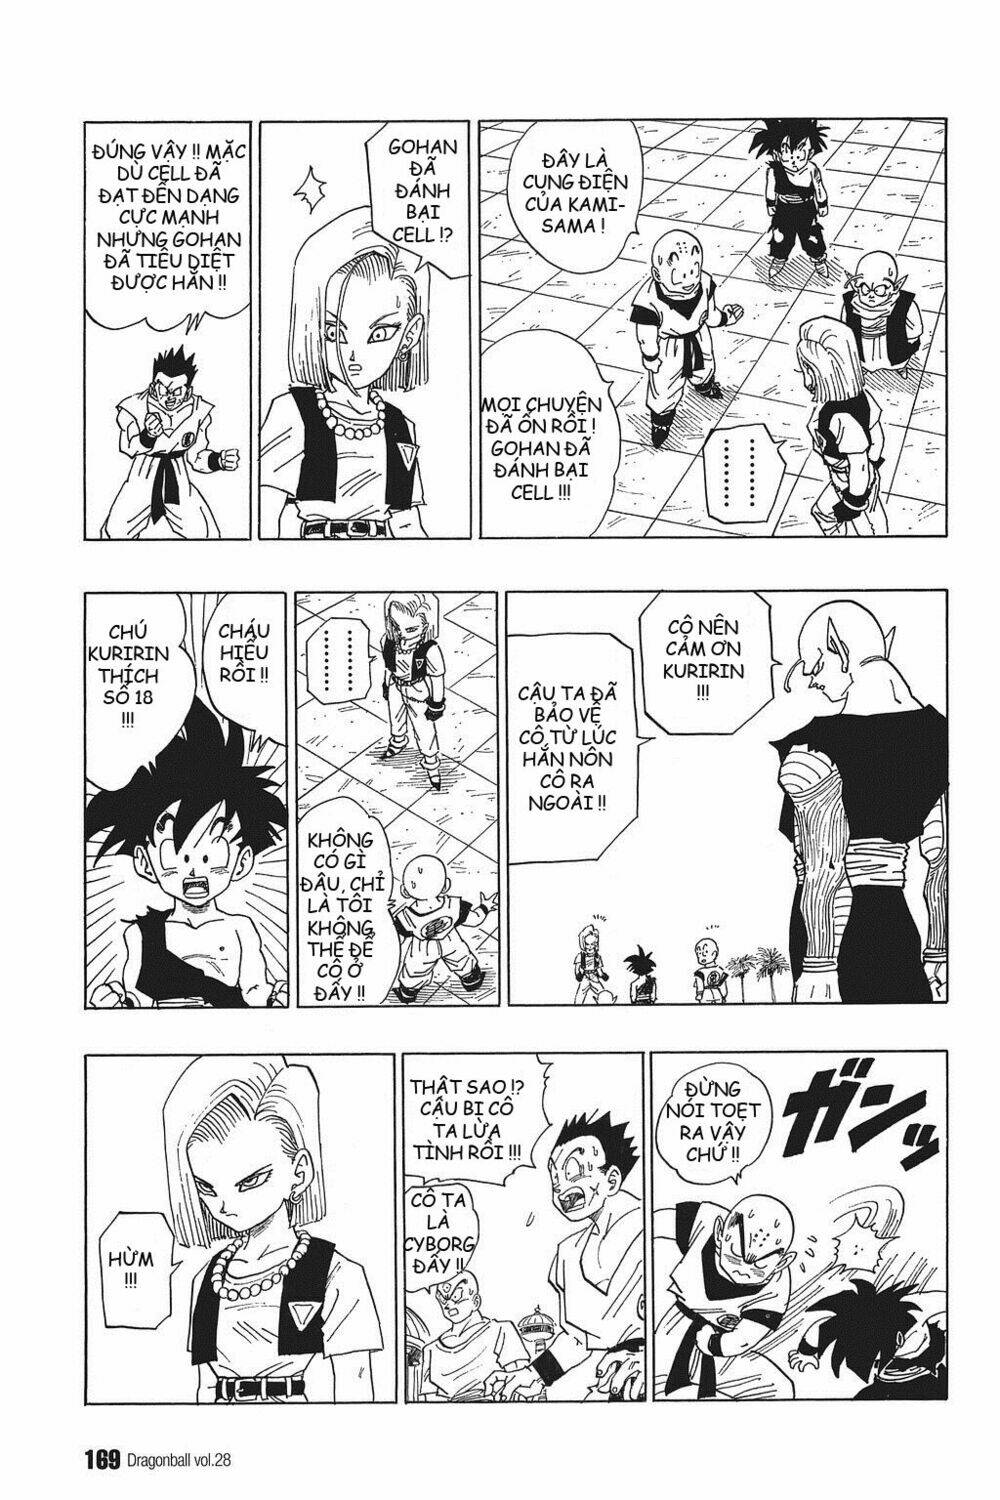 ĐÂY LÀ
CUNG ĐIỆN
CỦA KAMI-
SAMA !
MỌI CHUYỆN
ĐÃ ỔN RỒI !
GOHAN ĐÃ
ĐÁNH BẠI
CELL !!!
GOHAN
ĐÃ
ĐÁNH
BẠI
CELL !?
ĐÚNG VẬY !! MẶC
DÙ CELL ĐÃ
ĐẠT ĐẾN DẠNG
CỰC MẠNH
NHƯNG GOHAN
ĐÃ TIÊU DIỆT
ĐƯỢC HẮN !!
CÔ NÊN
CẢM ƠN
KURIRIN
!!!
CẬU TA ĐÃ
BẢO VỆ
CÔ TỪ LÚC
HẮN NÔN
CÔ RA
NGOÀI !!
KHÔNG
CÓ GÌ
ĐÂU, CHỈ
LÀ TÔI
KHÔNG
THỂ ĐỂ
CÔ Ở
ĐẤY !!
CHÁU
HIỂU
RỒI !!
CHÚ
KURIRIN
THÍCH
SỐ 18
!!!
ガンッ
ĐỪNG
NÓI TOẸT
RA VẬY
CHỨ !!
THẬT SAO !?
CẬU BỊ CÔ
TA LỪA
TÌNH RỒI !!!
CÔ TA
LÀ
CYBORG
ĐẤY !!
HỪM
!!!
169 Dragonball vol.28